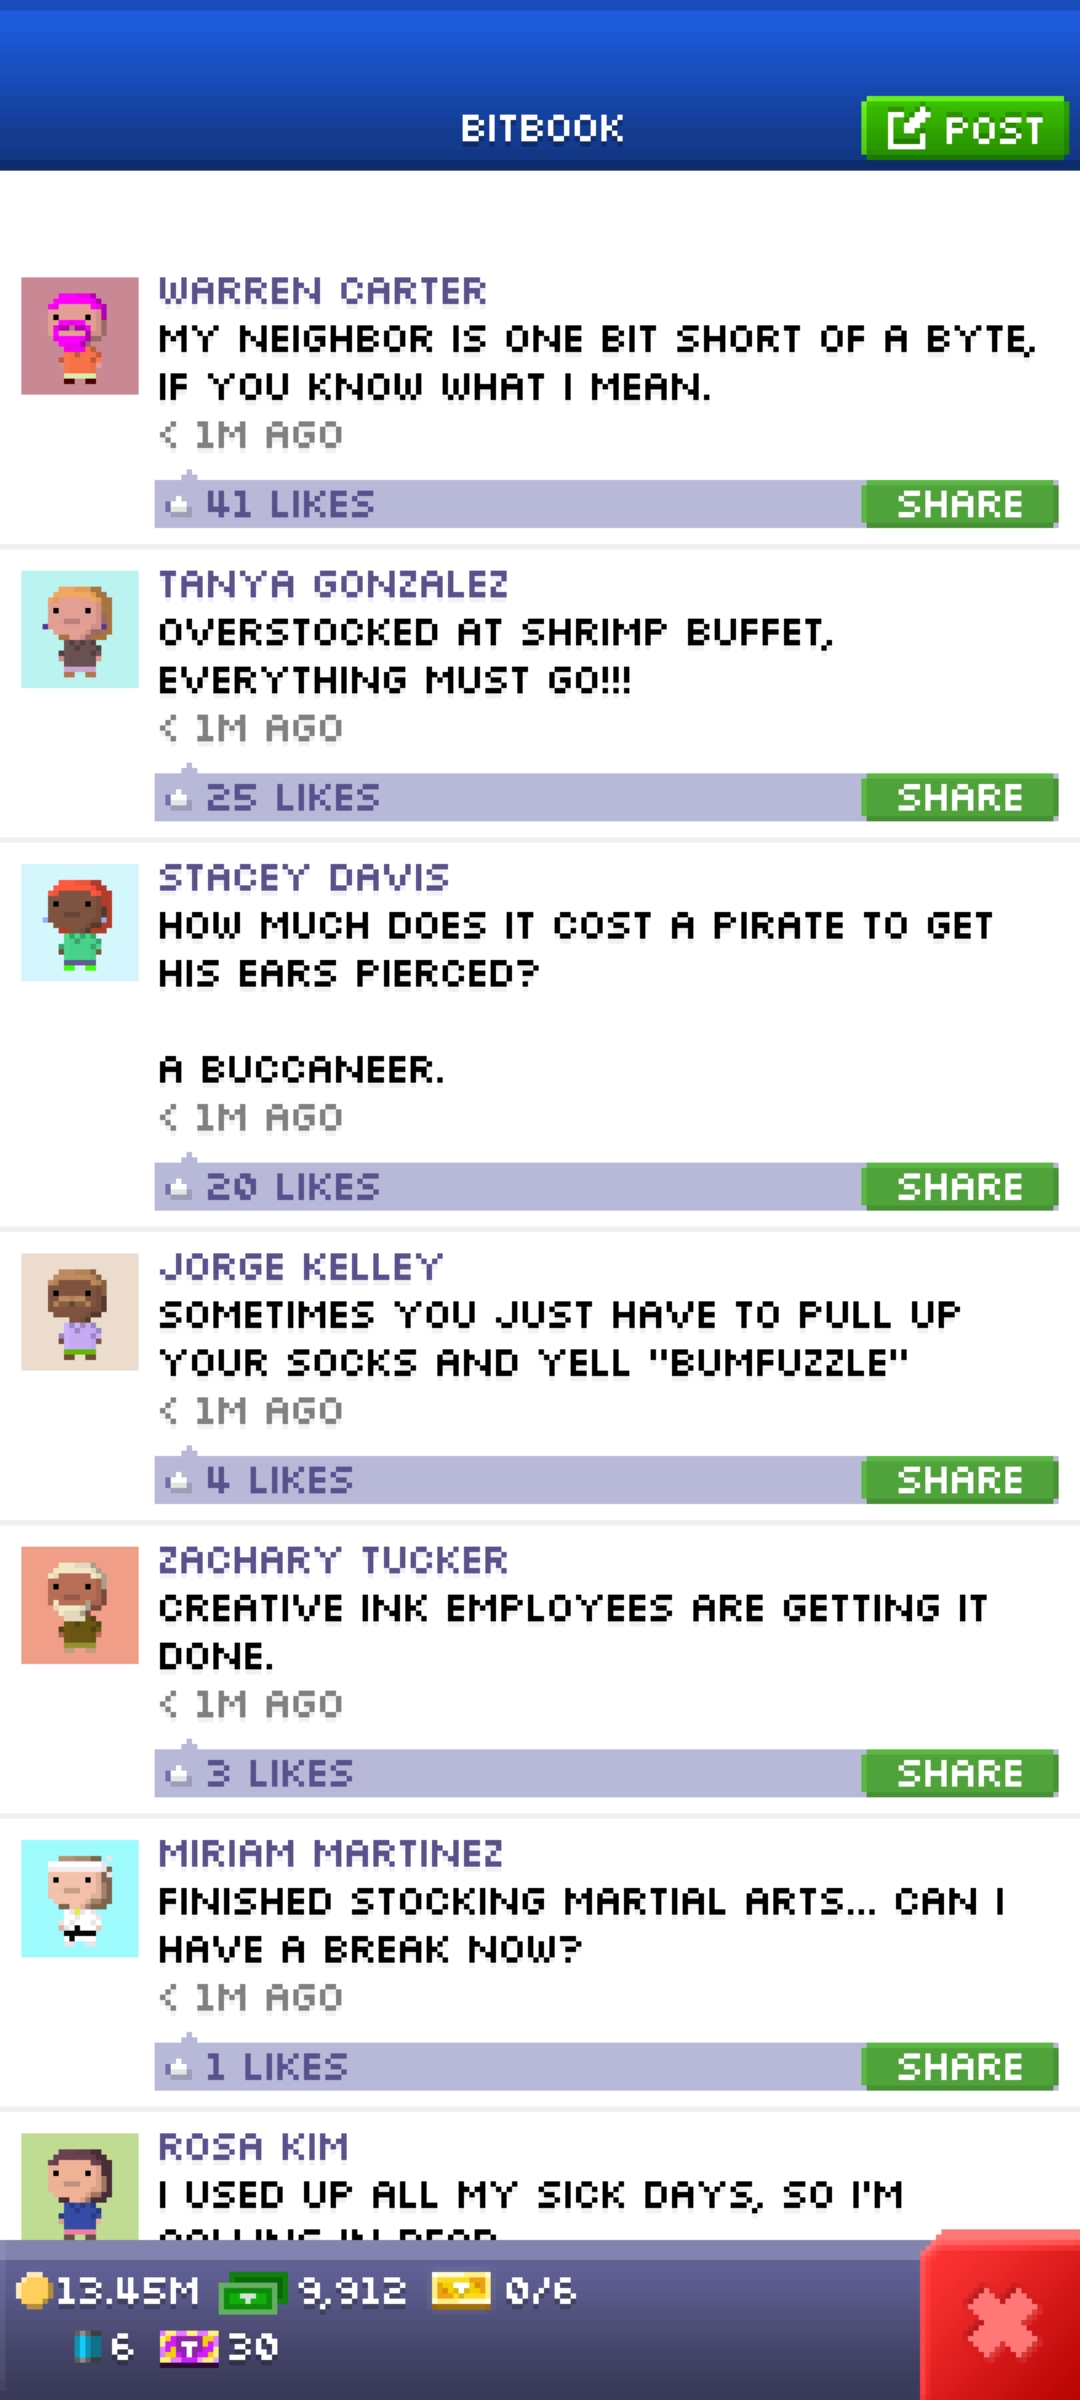 BITBOOK
POST
WARREN CARTER
MY NEIGHBOR IS ONE BIT SHORT OF A BYTE,
IF YOU KNOW WHAT I MEAN.
< 1M AGO
41 LIKES
SHARE
TANYA GONZALEZ
OVERSTOCKED AT SHRIMP BUFFET,
EVERYTHING MUST GO!!!
< 1M AGO
25 LIKES
SHARE
STACEY DAVIS
HOW MUCH DOES IT COST A PIRATE TO GET
HIS EARS PIERCED?
A BUCCANEER.
< 1M AGO
20 LIKES
SHARE
JORGE KELLEY
SOMETIMES YOU JUST HAVE TO PULL UP
YOUR SOCKS AND YELL "BUMFUZZLE"
< 1M AGO
4 LIKES
SHARE
ZACHARY TUCKER
CREATIVE INK EMPLOYEES ARE GETTING IT
DONE.
< 1M AGO
3 LIKES
SHARE
MIRIAM MARTINEZ
FINISHED STOCKING MARTIAL ARTS... CAN I
HAVE A BREAK NOW?
< 1M AGO
1 LIKES
SHARE
ROSA KIM
I USED UP ALL MY SICK DAYS, SO I'M
CALLING IN DEAD
13.45M 9,912 0/6
6 30